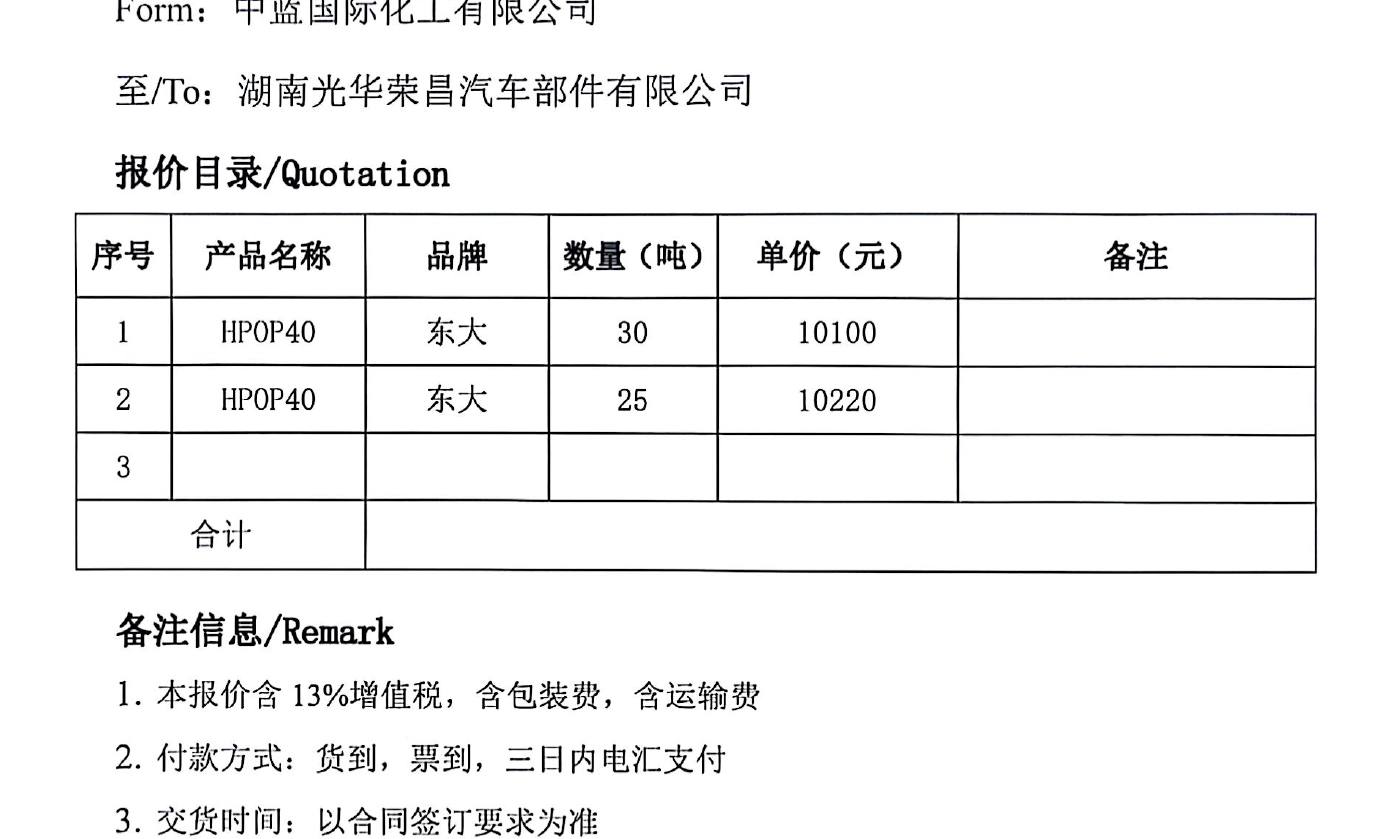 Form：中蓝国际化工有限公司
至/To：湖南光华荣昌汽车部件有限公司
报价目录/Quotation
序号 产品名称 品牌 数量（吨） 单价（元） 备注
1 HPOP40 东大 30 10100
2 HPOP40 东大 25 10220
3
合计
备注信息/Remark
1. 本报价含 13%增值税，含包装费，含运输费
2. 付款方式：货到，票到，三日内电汇支付
3. 交货时间：以合同签订要求为准